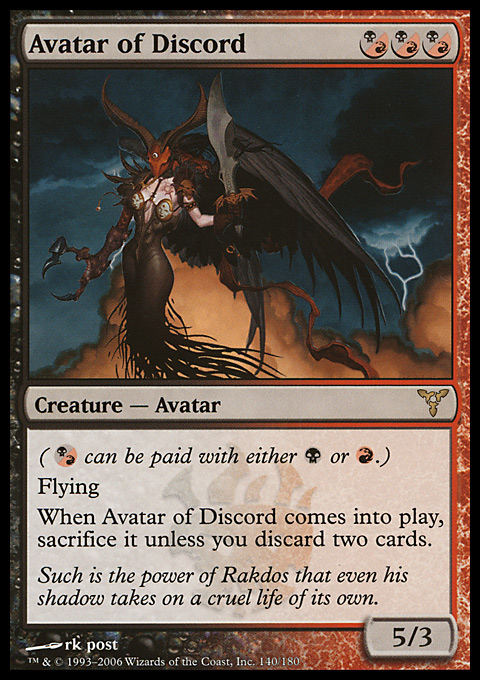 Avatar of Discord
Creature — Avatar
( can be paid with either or .)
Flying
When Avatar of Discord comes into play,
sacrifice it unless you discard two cards.
Such is the power of Rakdos that even his
shadow takes on a cruel life of its own.
rk post
5/3
™ & © 1993–2006 Wizards of the Coast, Inc. 140/180